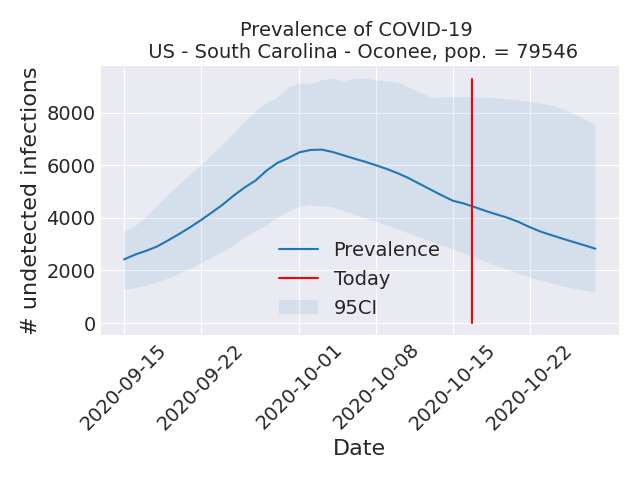 Prevalence of COVID-19
US - South Carolina - Oconee, pop. = 79546
# undetected infections
8000
6000
4000
2000
0
Prevalence
Today
95CI
2020-09-15
2020-09-22
2020-10-01
2020-10-08
2020-10-15
2020-10-22
Date